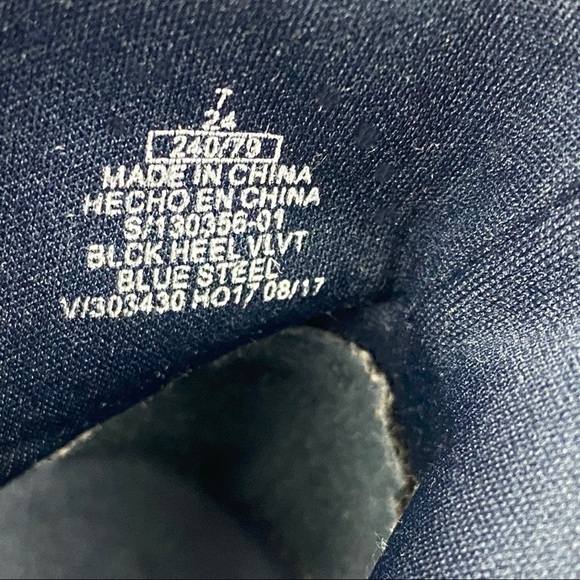 7
24
240/79
MADE IN CHINA
HECHO EN CHINA
S/130356-01
BLCK HEEL VLVT
BLUE STEEL
V/303430 HO17 08/17